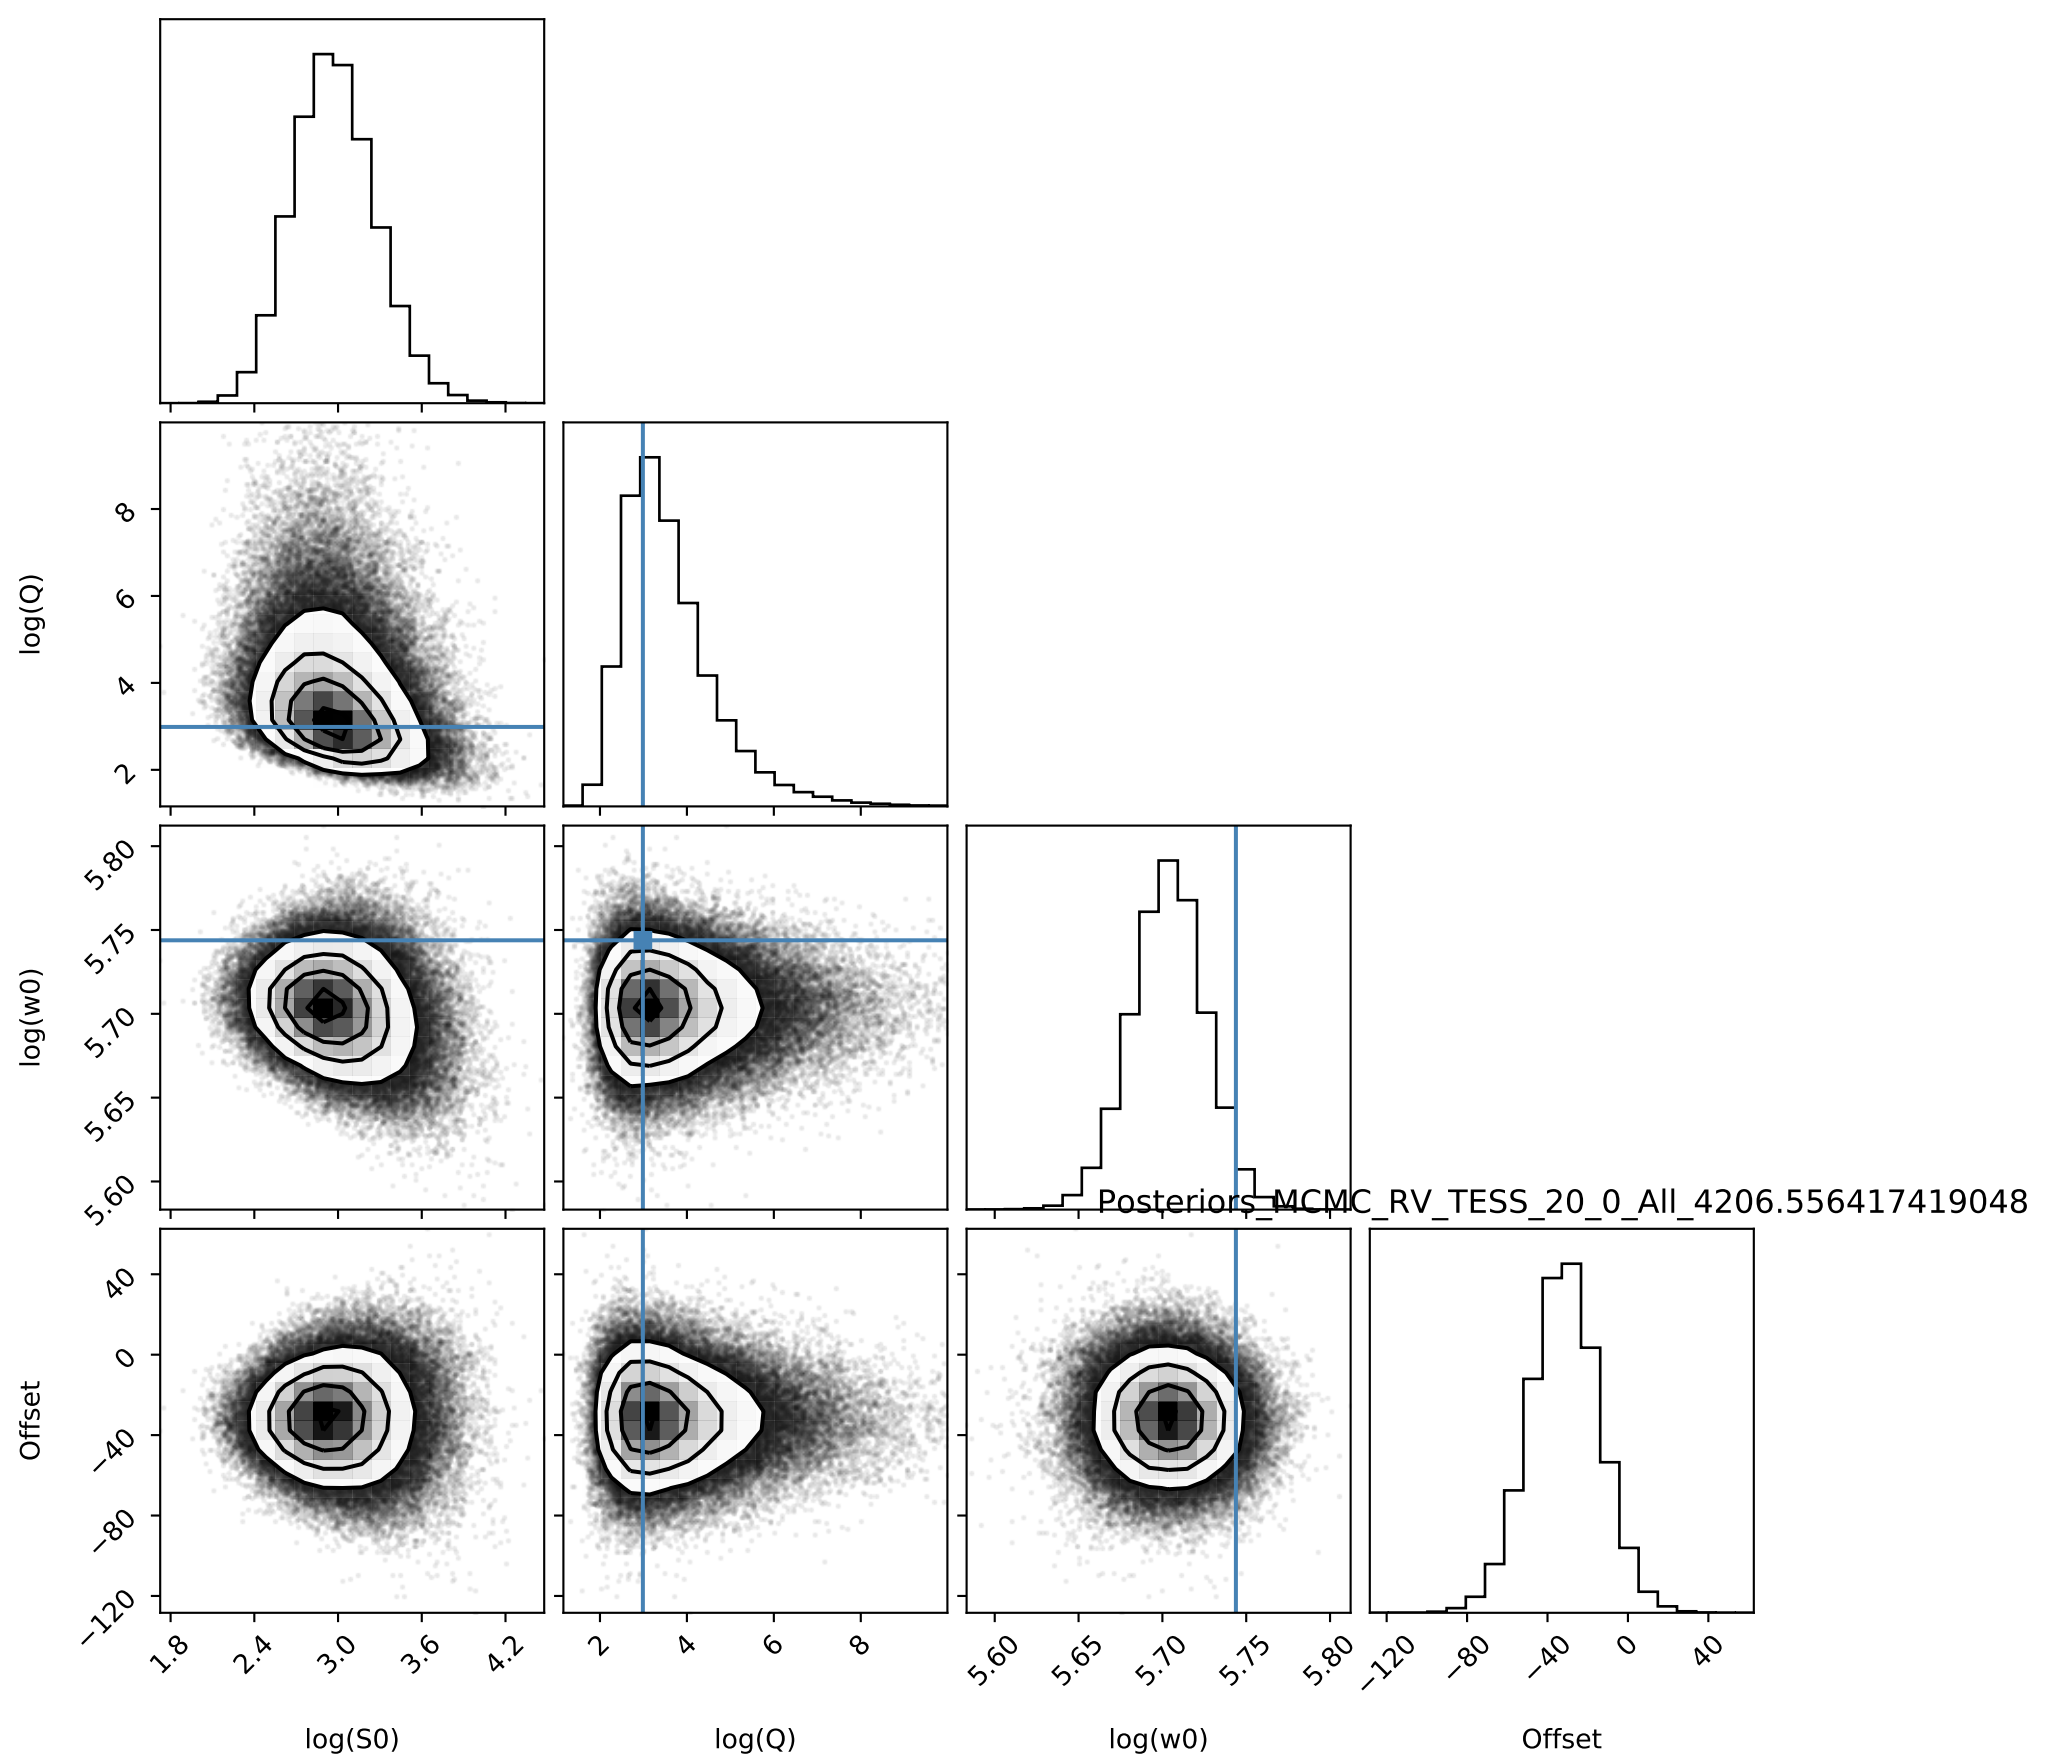 log(Q)
8
6
4
2
log(w0)
5.80
5.75
5.70
5.65
5.60
Posteriors_MCMC_RV_TESS_20_0_All_4206.556417419048
Offset
40
0
−40
−80
−120
1.8 2.4 3.0 3.6 4.2 2 4 6 8 5.60 5.65 5.70 5.75 5.80 −120 −80 −40 0 40
log(S0) log(Q) log(w0) Offset